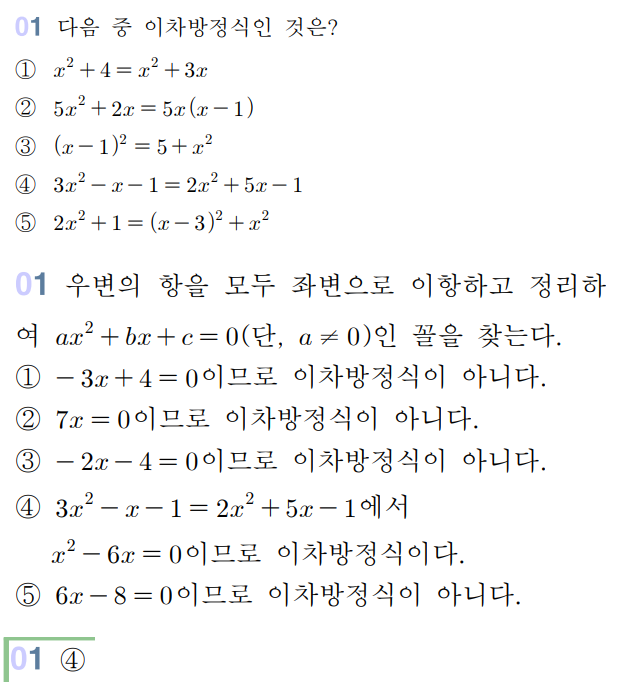 01 다음 중 이차방정식인 것은?
① x² + 4 = x² + 3x
② 5x² + 2x = 5x(x − 1)
③ (x − 1)² = 5 + x²
④ 3x² − x − 1 = 2x² + 5x − 1
⑤ 2x² + 1 = (x − 3)² + x²
01 우변의 항을 모두 좌변으로 이항하고 정리하
여 ax² + bx + c = 0(단, a ≠ 0)인 꼴을 찾는다.
① − 3x + 4 = 0이므로 이차방정식이 아니다.
② 7x = 0이므로 이차방정식이 아니다.
③ − 2x − 4 = 0이므로 이차방정식이 아니다.
④ 3x² − x − 1 = 2x² + 5x − 1에서
x² − 6x = 0이므로 이차방정식이다.
⑤ 6x − 8 = 0이므로 이차방정식이 아니다.
01 ④